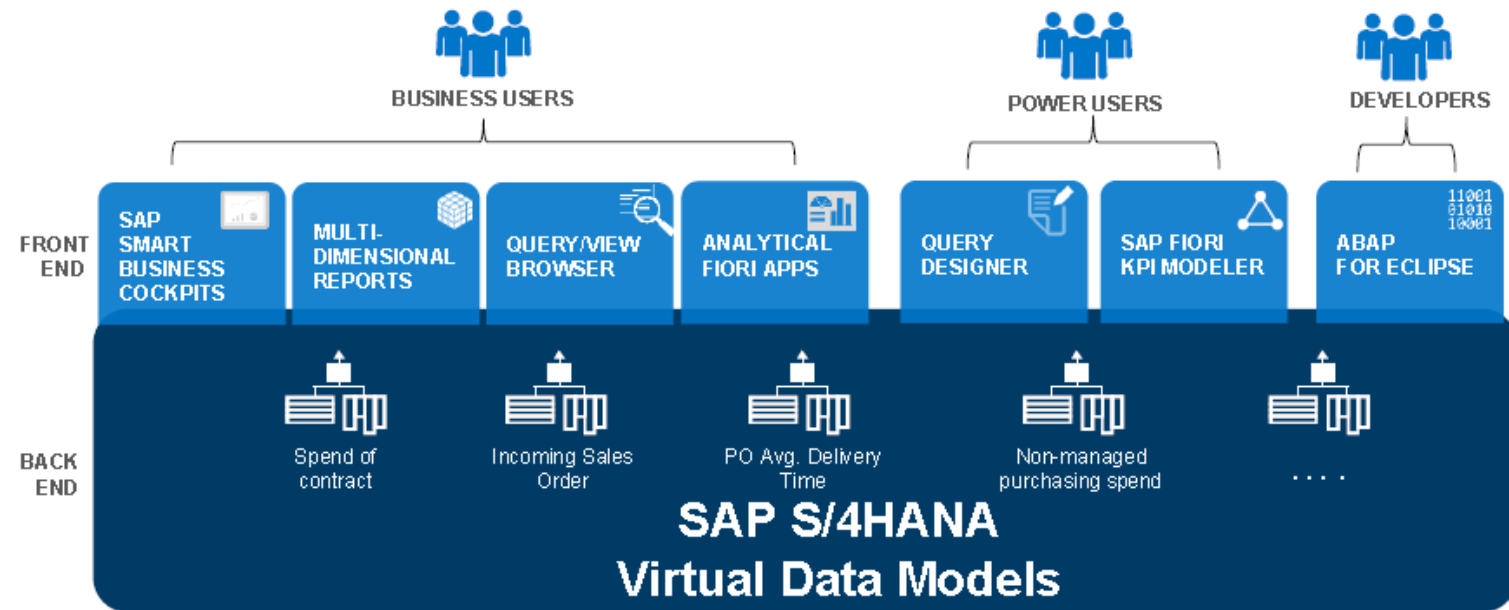 BUSINESS USERS
POWER USERS
DEVELOPERS
FRONT
END
SAP
SMART
BUSINESS
COCKPITS
MULTI-
DIMENSIONAL
REPORTS
QUERY/VIEW
BROWSER
ANALYTICAL
FIORI APPS
QUERY
DESIGNER
SAP FIORI
KPI MODELER
11001
01010
10001
ABAP
FOR ECLIPSE
BACK
END
Spend of
contract
Incoming Sales
Order
PO Avg. Delivery
Time
Non-managed
purchasing spend
. . . .
SAP S/4HANA
Virtual Data Models